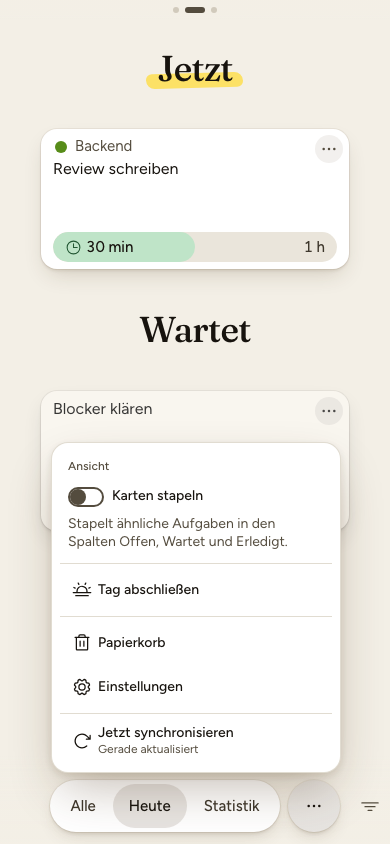 Jetzt
Backend
Review schreiben
30 min
1 h
Wartet
Blocker klären
Ansicht
Karten stapeln
Stapelt ähnliche Aufgaben in den
Spalten Offen, Wartet und Erledigt.
Tag abschließen
Papierkorb
Einstellungen
Jetzt synchronisieren
Gerade aktualisiert
Alle
Heute
Statistik